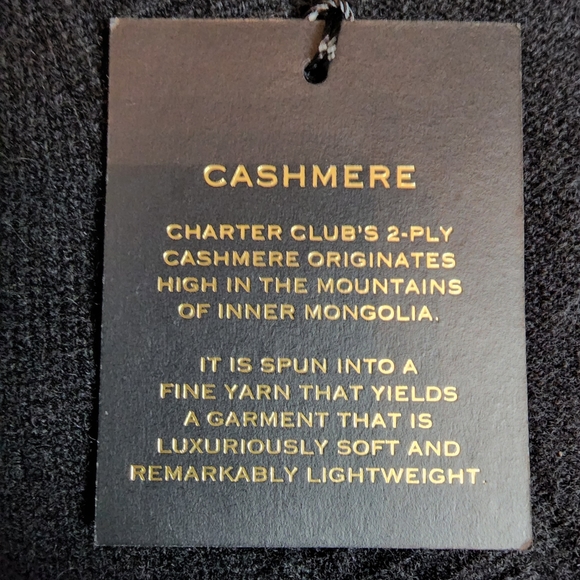 CASHMERE
CHARTER CLUB'S 2-PLY
CASHMERE ORIGINATES
HIGH IN THE MOUNTAINS
OF INNER MONGOLIA.
IT IS SPUN INTO A
FINE YARN THAT YIELDS
A GARMENT THAT IS
LUXURIOUSLY SOFT AND
REMARKABLY LIGHTWEIGHT.